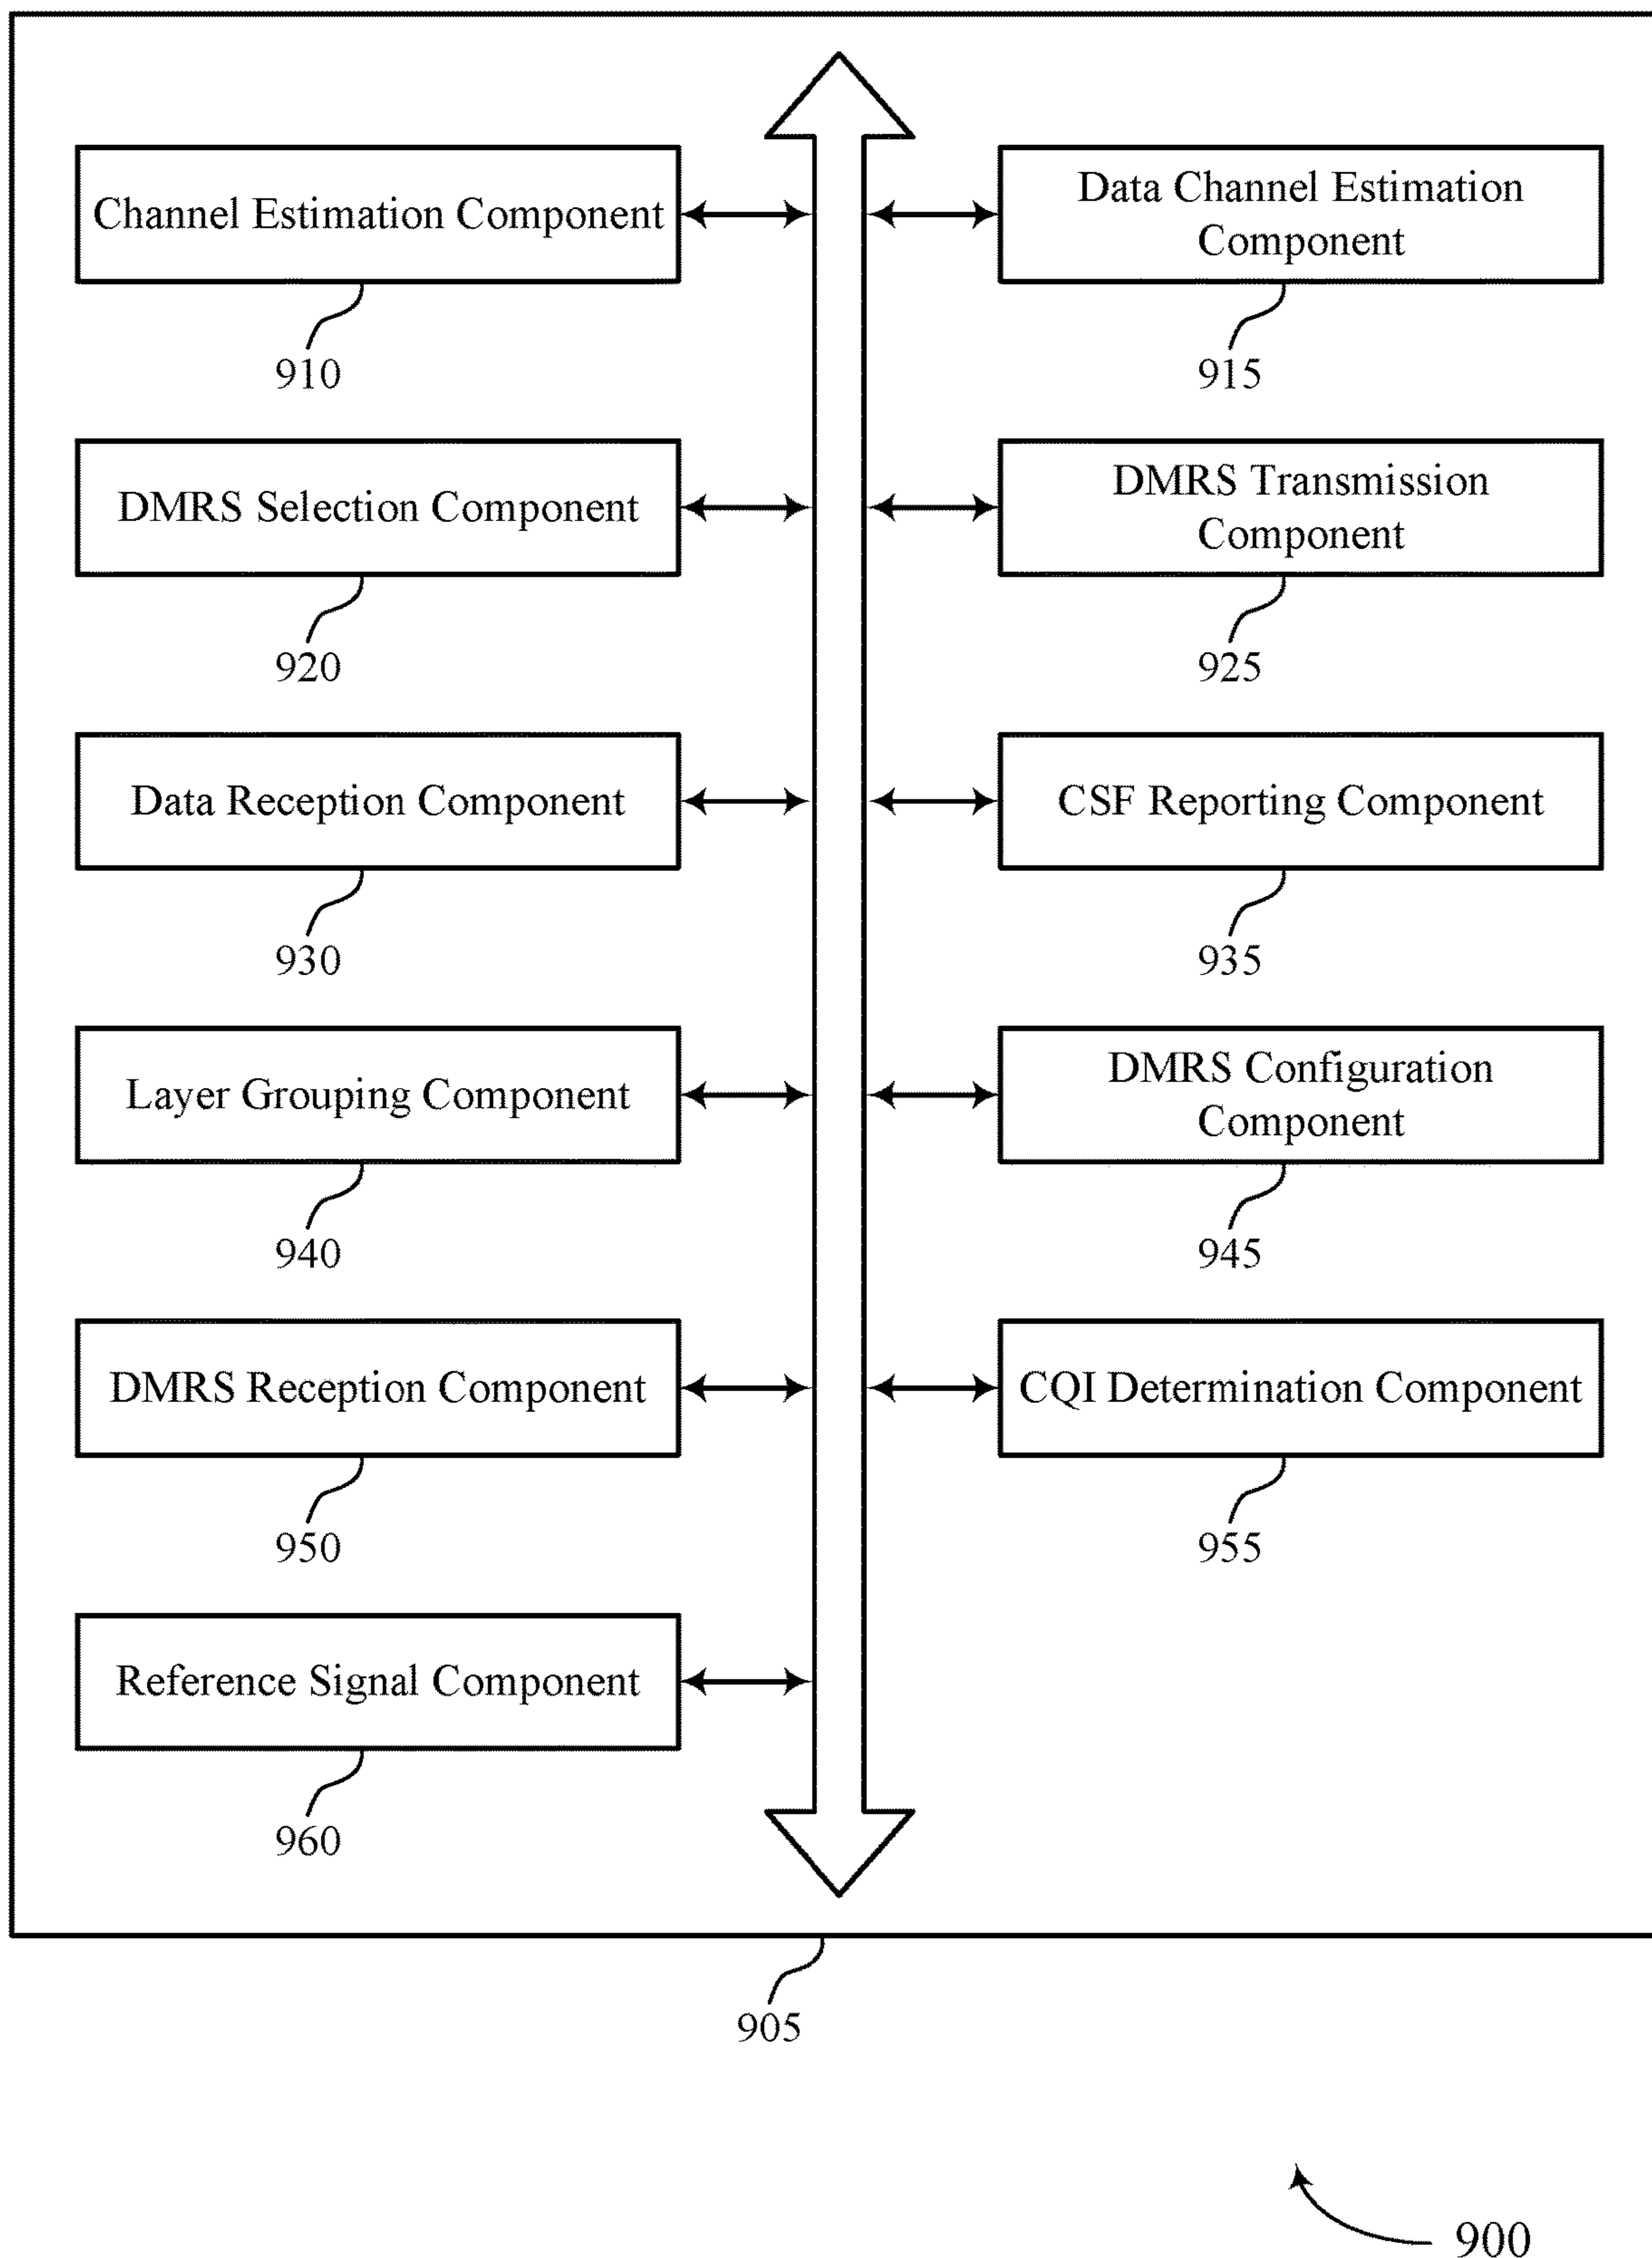 Channel Estimation Component
910
Data Channel Estimation
Component
915
DMRS Selection Component
920
DMRS Transmission
Component
925
Data Reception Component
930
CSF Reporting Component
935
Layer Grouping Component
940
DMRS Configuration
Component
945
DMRS Reception Component
950
CQI Determination Component
955
Reference Signal Component
960
905
900